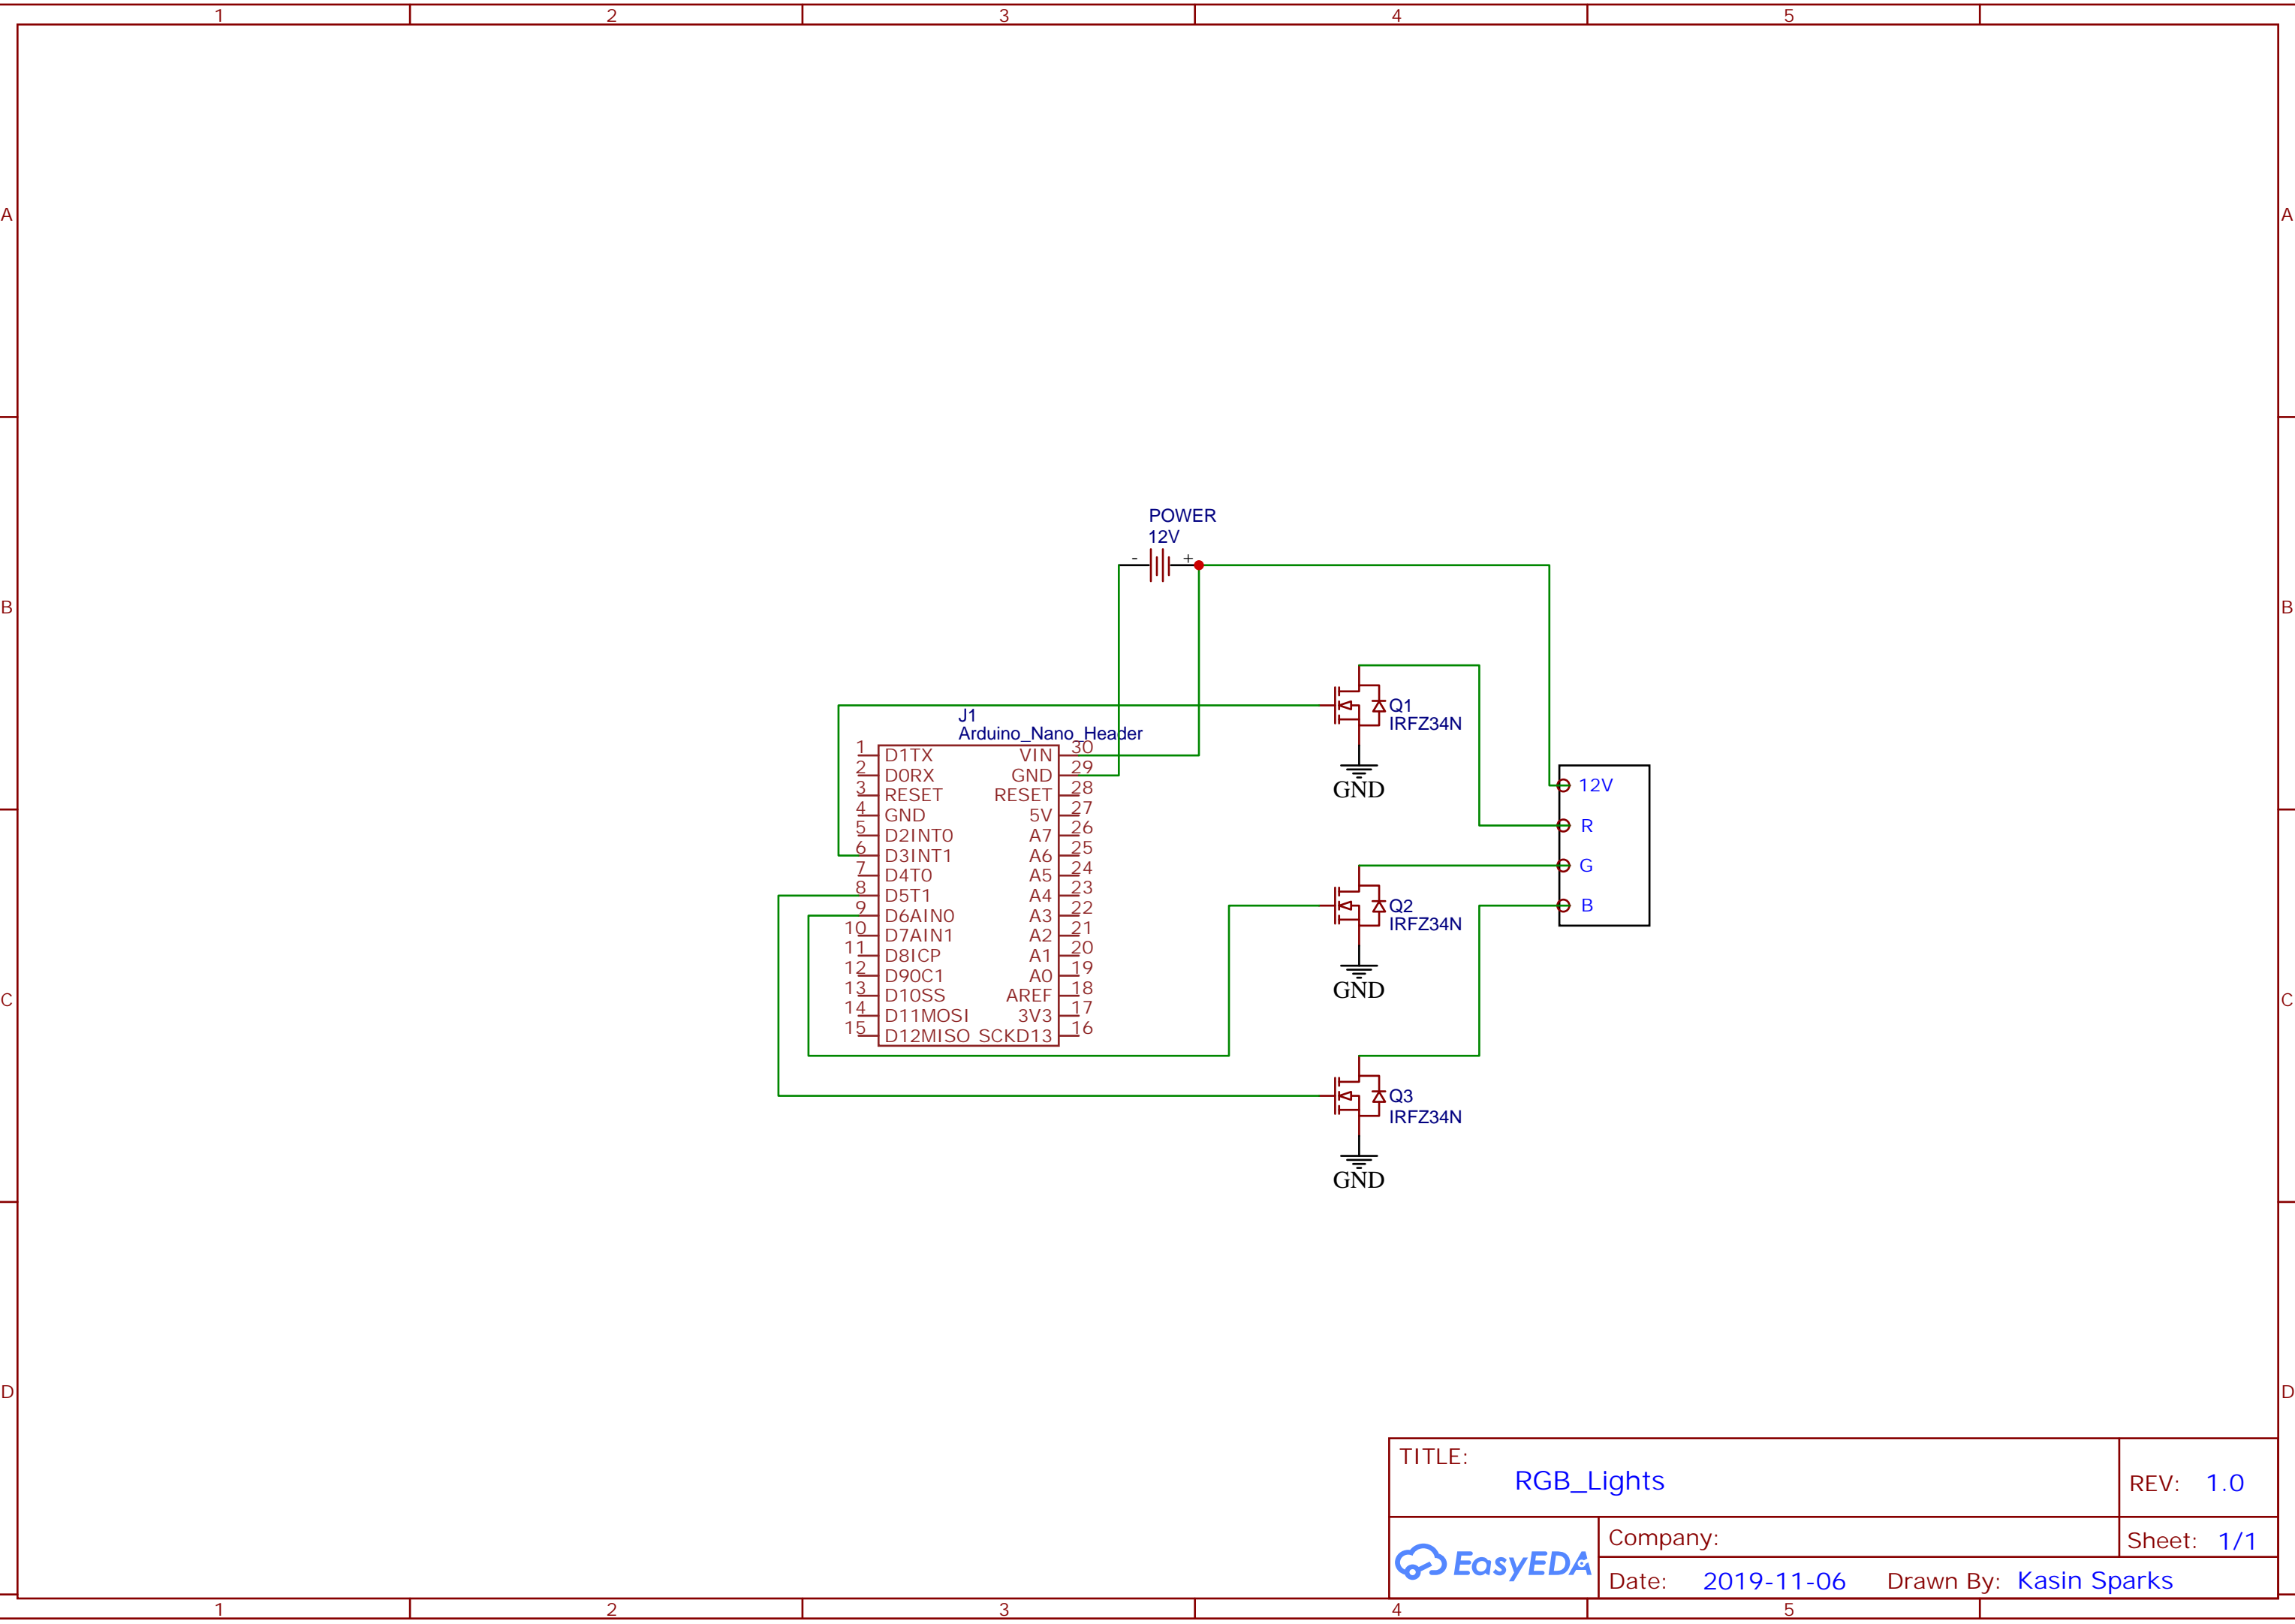 1 2 3 4 5
A A
B B
C C
D D
POWER
12V
- +
J1
Arduino_Nano_Header
1 D1TX VIN 30
2 D0RX GND 29
3 RESET RESET 28
4 GND 5V 27
5 D2INT0 A7 26
6 D3INT1 A6 25
7 D4T0 A5 24
8 D5T1 A4 23
9 D6AIN0 A3 22
10 D7AIN1 A2 21
11 D8ICP A1 20
12 D9OC1 A0 19
13 D10SS AREF 18
14 D11MOSI 3V3 17
15 D12MISO SCKD13 16
Q1
IRFZ34N
GND
Q2
IRFZ34N
GND
Q3
IRFZ34N
GND
12V
R
G
B
TITLE:
RGB_Lights
REV: 1.0
EasyEDA
Company:
Sheet: 1/1
Date: 2019-11-06 Drawn By: Kasin Sparks
1 2 3 4 5